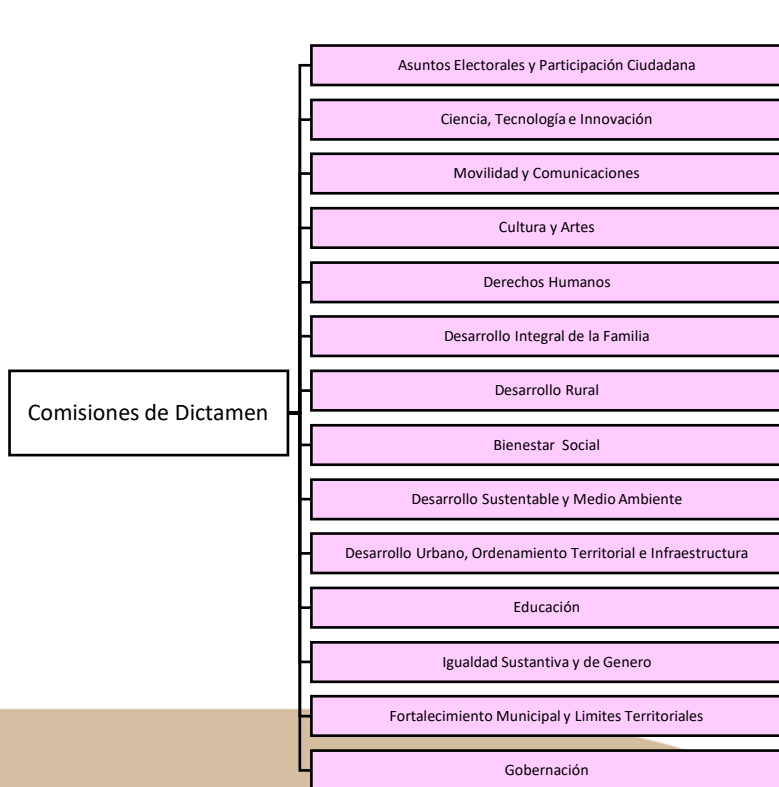 Asuntos Electorales y Participación Ciudadana
Ciencia, Tecnología e Innovación
Movilidad y Comunicaciones
Cultura y Artes
Derechos Humanos
Desarrollo Integral de la Familia
Desarrollo Rural
Comisiones de Dictamen
Bienestar Social
Desarrollo Sustentable y Medio Ambiente
Desarrollo Urbano, Ordenamiento Territorial e Infraestructura
Educación
Igualdad Sustantiva y de Genero
Fortalecimiento Municipal y Limites Territoriales
Gobernación